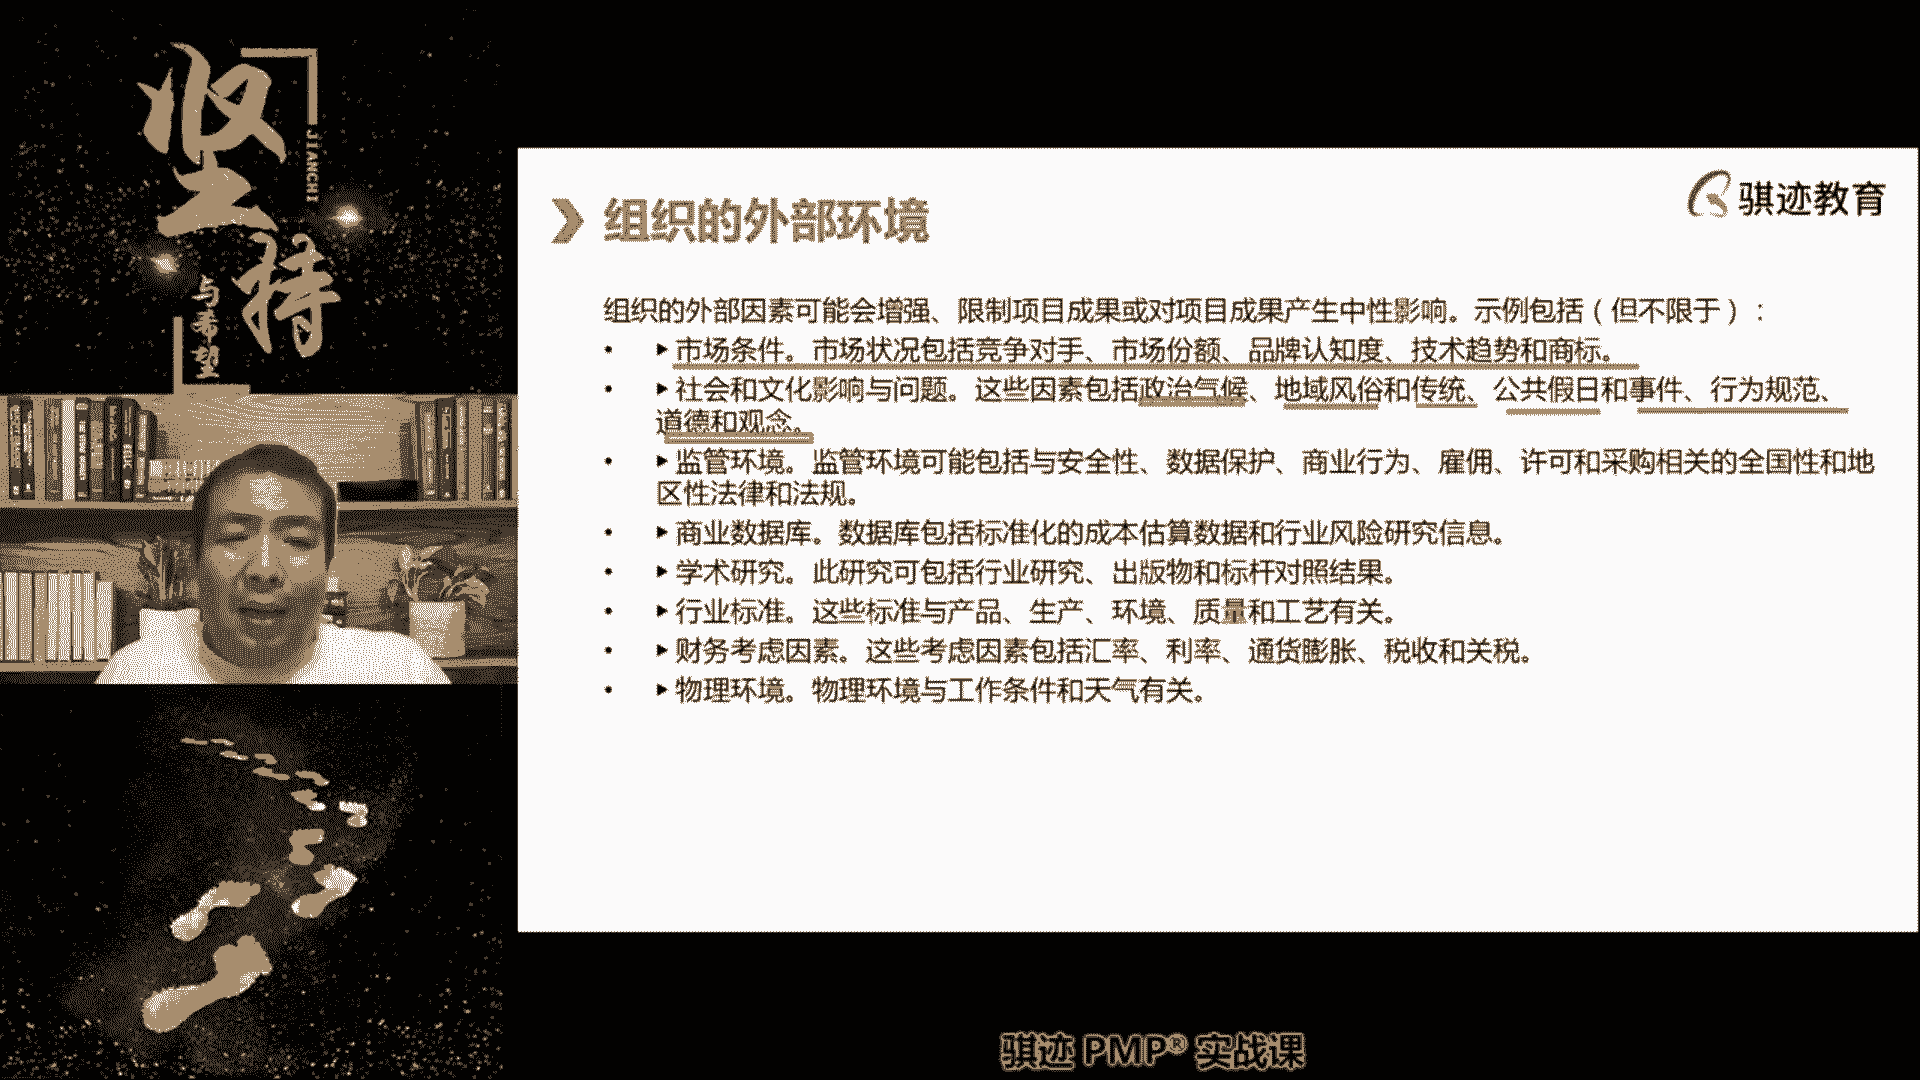 坚持
JIANCHI
与希望
骐迹教育
组织的外部环境
组织的外部因素可能会增强、限制项目成果或对项目成果产生中性影响。示例包括（但不限于）：
• ▸市场条件。市场状况包括竞争对手、市场份额、品牌认知度、技术趋势和商标。
• ▸社会和文化影响与问题。这些因素包括政治气候、地域风俗和传统、公共假日和事件、行为规范、
道德和观念。
• ▸监管环境。监管环境可能包括与安全性、数据保护、商业行为、雇佣、许可和采购相关的全国性和地
区性法律和法规。
• ▸商业数据库。数据库包括标准化的成本估算数据和行业风险研究信息。
• ▸学术研究。此研究可包括行业研究、出版物和标杆对照结果。
• ▸行业标准。这些标准与产品、生产、环境、质量和工艺有关。
• ▸财务考虑因素。这些考虑因素包括汇率、利率、通货膨胀、税收和关税。
• ▸物理环境。物理环境与工作条件和天气有关。
骐迹 PMP® 实战课